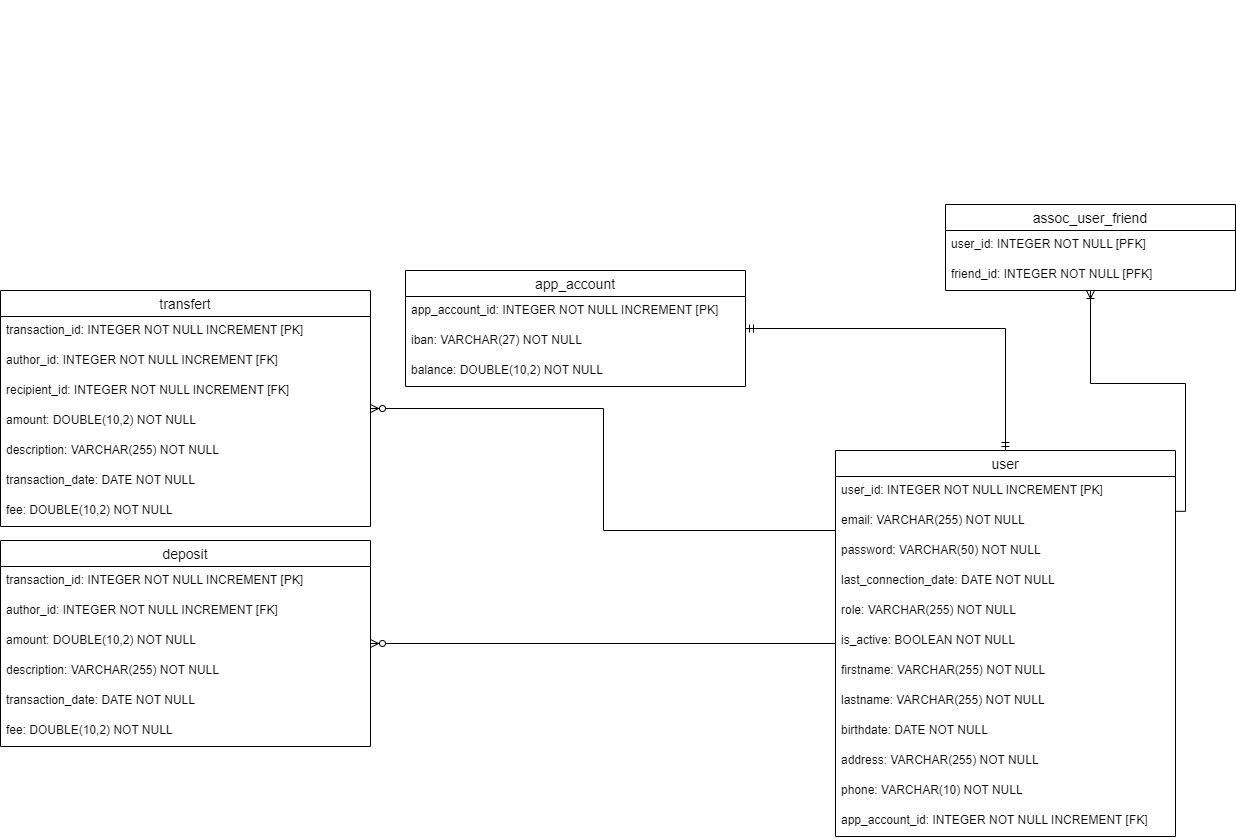 assoc_user_friend
user_id: INTEGER NOT NULL [PFK]
friend_id: INTEGER NOT NULL [PFK]
app_account
app_account_id: INTEGER NOT NULL INCREMENT [PK]
iban: VARCHAR(27) NOT NULL
balance: DOUBLE(10,2) NOT NULL
transfert
transaction_id: INTEGER NOT NULL INCREMENT [PK]
author_id: INTEGER NOT NULL INCREMENT [FK]
recipient_id: INTEGER NOT NULL INCREMENT [FK]
amount: DOUBLE(10,2) NOT NULL
description: VARCHAR(255) NOT NULL
transaction_date: DATE NOT NULL
fee: DOUBLE(10,2) NOT NULL
deposit
transaction_id: INTEGER NOT NULL INCREMENT [PK]
author_id: INTEGER NOT NULL INCREMENT [FK]
amount: DOUBLE(10,2) NOT NULL
description: VARCHAR(255) NOT NULL
transaction_date: DATE NOT NULL
fee: DOUBLE(10,2) NOT NULL
user
user_id: INTEGER NOT NULL INCREMENT [PK]
email: VARCHAR(255) NOT NULL
password: VARCHAR(50) NOT NULL
last_connection_date: DATE NOT NULL
role: VARCHAR(255) NOT NULL
is_active: BOOLEAN NOT NULL
firstname: VARCHAR(255) NOT NULL
lastname: VARCHAR(255) NOT NULL
birthdate: DATE NOT NULL
address: VARCHAR(255) NOT NULL
phone: VARCHAR(10) NOT NULL
app_account_id: INTEGER NOT NULL INCREMENT [FK]